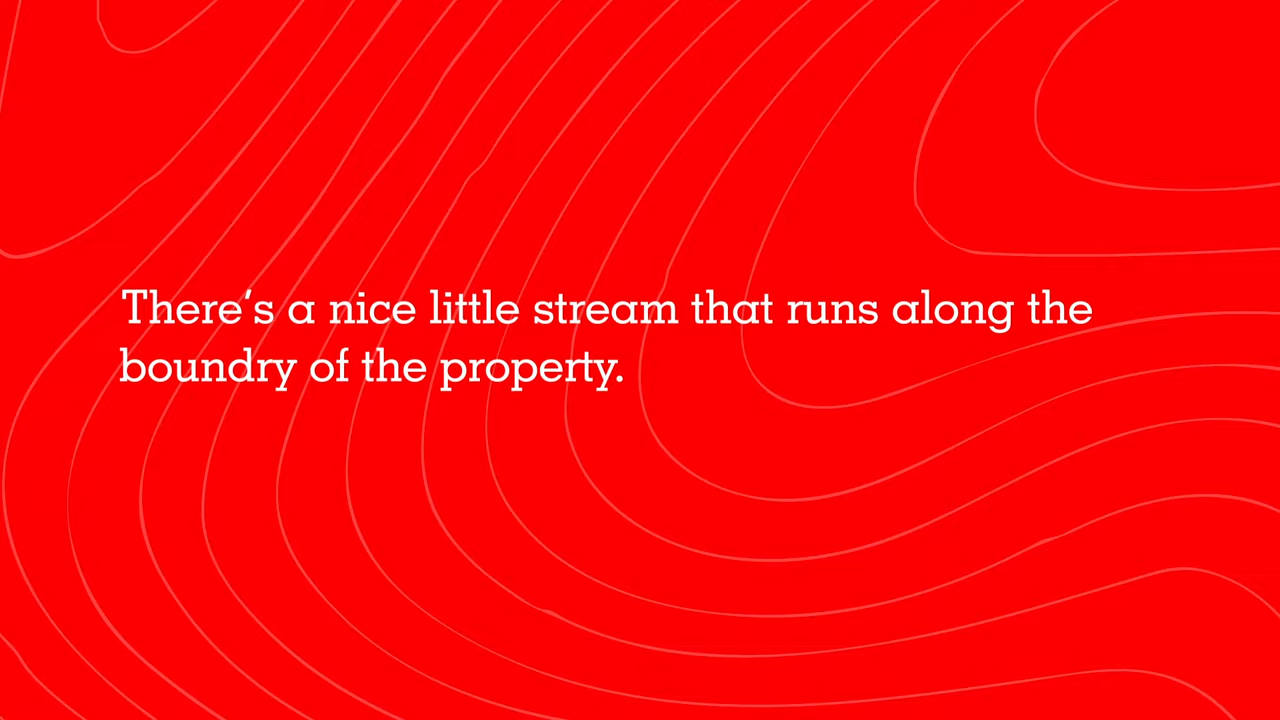 There’s a nice little stream that runs along the
boundry of the property.